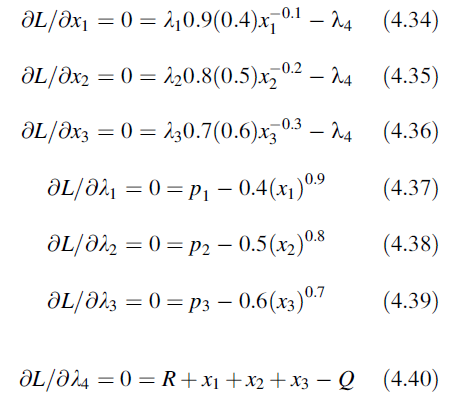 ∂L/∂x₁ = 0 = λ₁0.9(0.4)x₁^−0.1 − λ₄ (4.34)
∂L/∂x₂ = 0 = λ₂0.8(0.5)x₂^−0.2 − λ₄ (4.35)
∂L/∂x₃ = 0 = λ₃0.7(0.6)x₃^−0.3 − λ₄ (4.36)
∂L/∂λ₁ = 0 = p₁ − 0.4(x₁)^0.9 (4.37)
∂L/∂λ₂ = 0 = p₂ − 0.5(x₂)^0.8 (4.38)
∂L/∂λ₃ = 0 = p₃ − 0.6(x₃)^0.7 (4.39)
∂L/∂λ₄ = 0 = R + x₁ + x₂ + x₃ − Q (4.40)